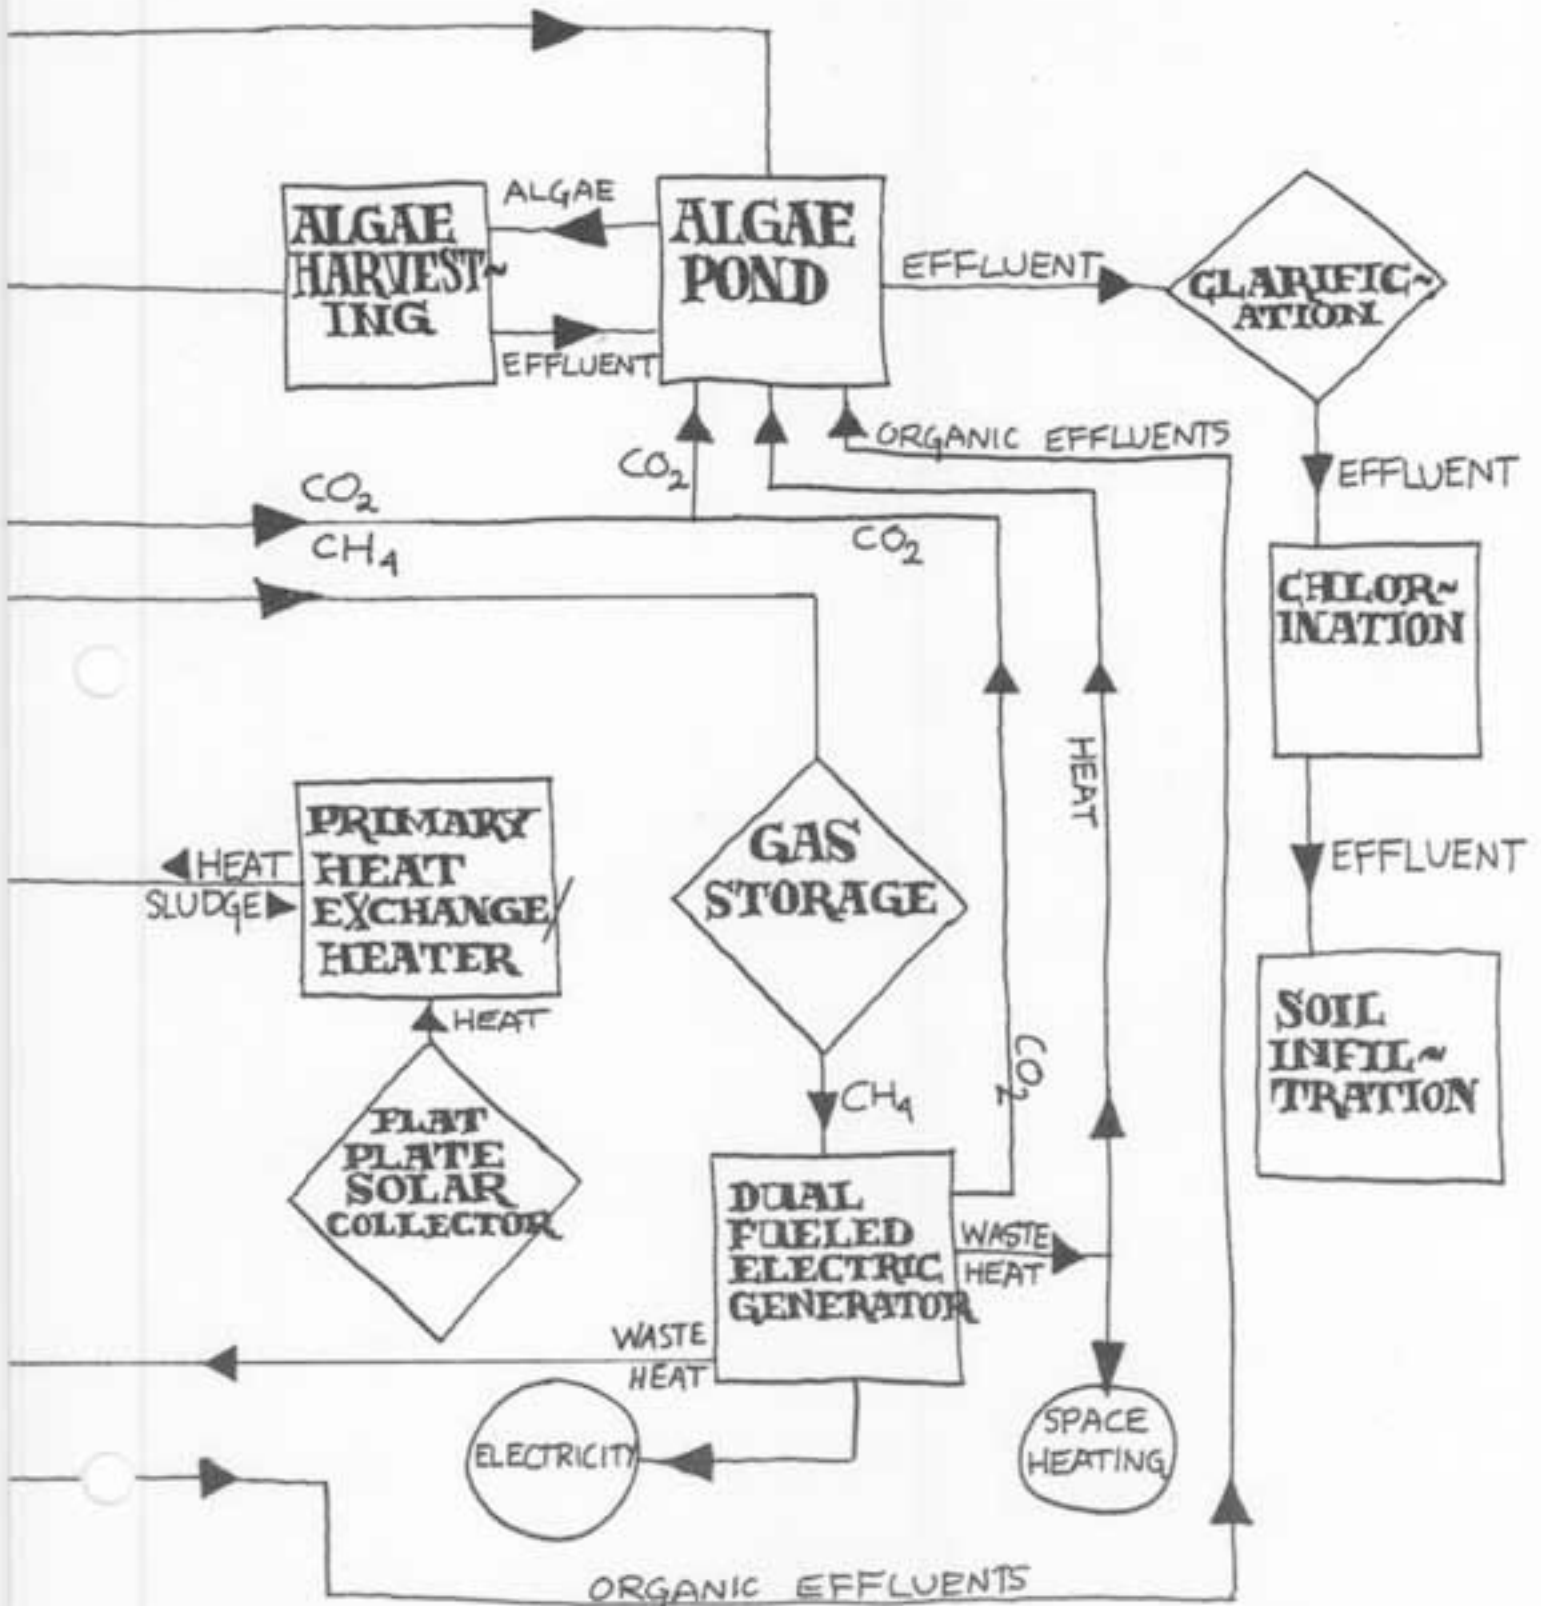 ALGAE
ALGAE
HARVEST~
ING
EFFLUENT
ALGAE
POND
EFFLUENT
CLARIFIC~
ATION
ORGANIC EFFLUENTS
EFFLUENT
CO2
CO2
CH4
CO2
CHLOR~
INATION
HEAT
EFFLUENT
PRIMARY
HEAT
EXCHANGE/
HEATER
HEAT
SLUDGE
GAS
STORAGE
HEAT
SOIL
INFIL~
TRATION
CO2
CH4
FLAT
PLATE
SOLAR
COLLECTOR
DUAL
FUELED
ELECTRIC
GENERATOR
WASTE
HEAT
WASTE
HEAT
ELECTRICITY
SPACE
HEATING
ORGANIC EFFLUENTS